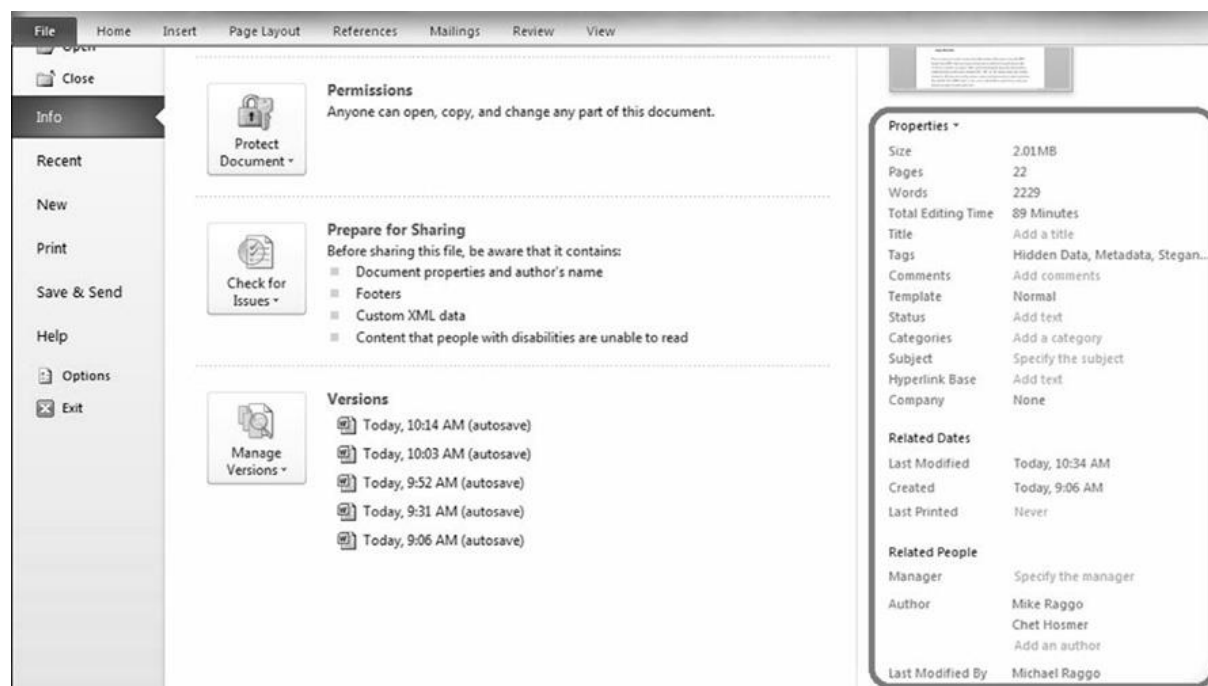 File Home Insert Page Layout References Mailings Review View
Open
Close
Info
Recent
New
Print
Save & Send
Help
Options
Exit
Protect
Document
Permissions
Anyone can open, copy, and change any part of this document.
Check for
Issues
Prepare for Sharing
Before sharing this file, be aware that it contains:
Document properties and author's name
Footers
Custom XML data
Content that people with disabilities are unable to read
Manage
Versions
Versions
Today, 10:14 AM (autosave)
Today, 10:03 AM (autosave)
Today, 9:52 AM (autosave)
Today, 9:31 AM (autosave)
Today, 9:06 AM (autosave)
Properties
Size 2.01MB
Pages 22
Words 2229
Total Editing Time 89 Minutes
Title Add a title
Tags Hidden Data, Metadata, Stegan...
Comments Add comments
Template Normal
Status Add text
Categories Add a category
Subject Specify the subject
Hyperlink Base Add text
Company None
Related Dates
Last Modified Today, 10:34 AM
Created Today, 9:06 AM
Last Printed Never
Related People
Manager Specify the manager
Author Mike Raggo
Chet Hosmer
Add an author
Last Modified By Michael Raggo